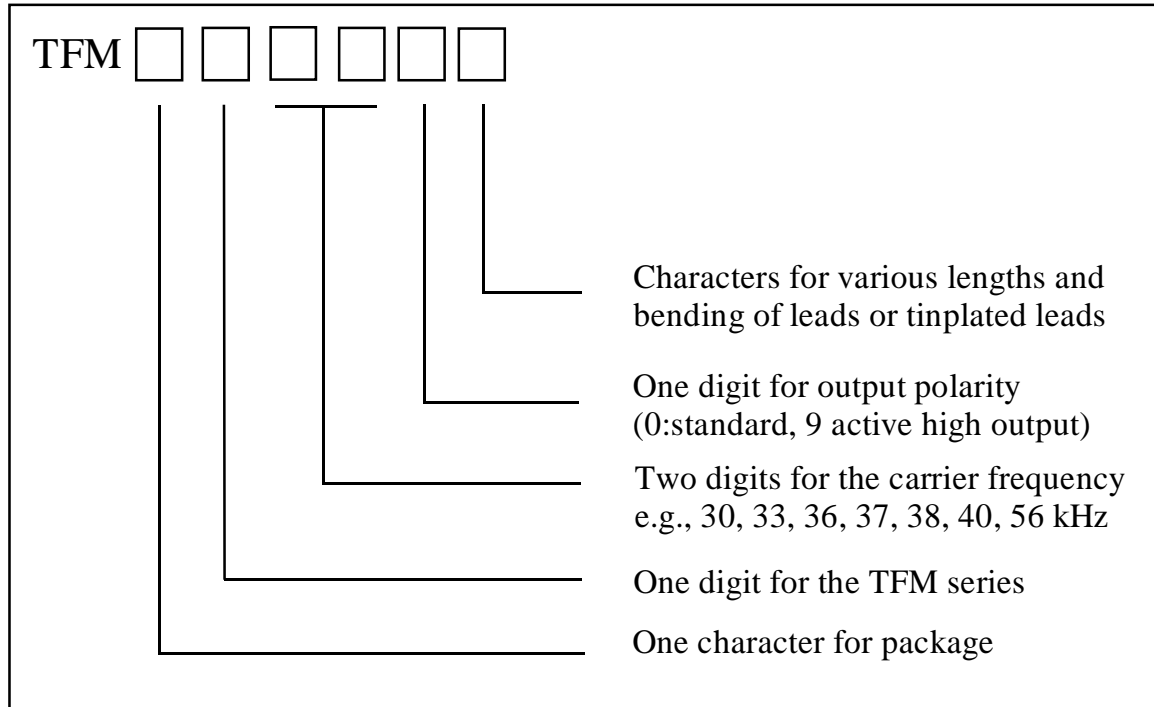 TFM
Characters for various lengths and
bending of leads or tinplated leads
One digit for output polarity
(0:standard, 9 active high output)
Two digits for the carrier frequency
e.g., 30, 33, 36, 37, 38, 40, 56 kHz
One digit for the TFM series
One character for package